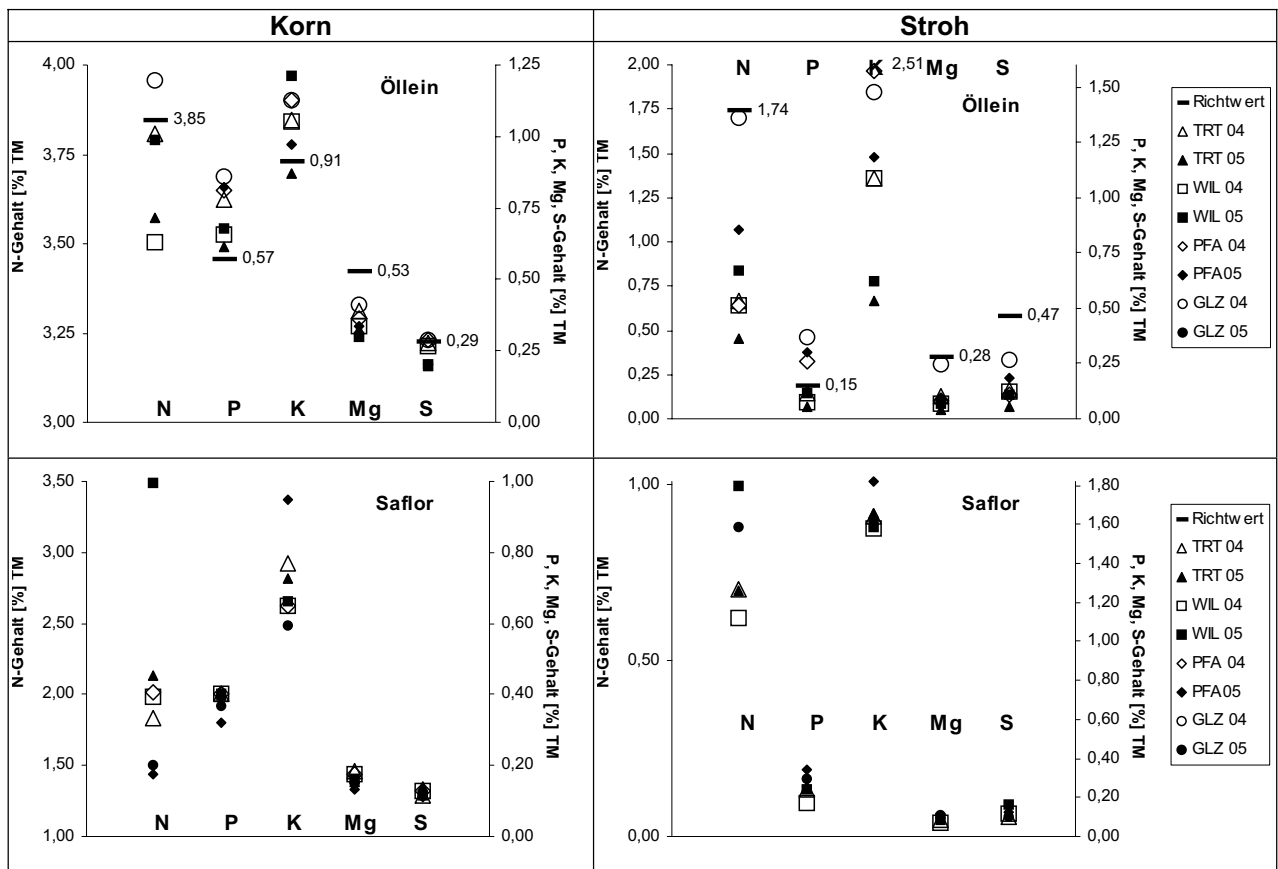 Korn
Stroh
4,00
3,75
3,50
3,25
3,00
N-Gehalt [%] TM
Öllein
3,85
0,57
0,91
0,53
0,29
N P K Mg S
1,25
1,00
0,75
0,50
0,25
0,00
P, K, Mg, S-Gehalt [%] TM
2,00
1,75
1,50
1,25
1,00
0,75
0,50
0,25
0,00
N-Gehalt [%] TM
N P K Mg S
Öllein
2,51
1,74
0,15
0,28
0,47
1,50
1,25
1,00
0,75
0,50
0,25
0,00
P, K, Mg, S-Gehalt [%] TM
Richtwert
TRT 04
TRT 05
WIL 04
WIL 05
PFA 04
PFA05
GLZ 04
GLZ 05
3,50
3,00
2,50
2,00
1,50
1,00
N-Gehalt [%] TM
Saflor
N P K Mg S
1,00
0,80
0,60
0,40
0,20
0,00
P, K, Mg, S-Gehalt [%] TM
1,00
0,50
0,00
N-Gehalt [%] TM
Saflor
N P K Mg S
1,80
1,60
1,40
1,20
1,00
0,80
0,60
0,40
0,20
0,00
P, K, Mg, S-Gehalt [%] TM
Richtwert
TRT 04
TRT 05
WIL 04
WIL 05
PFA 04
PFA05
GLZ 04
GLZ 05